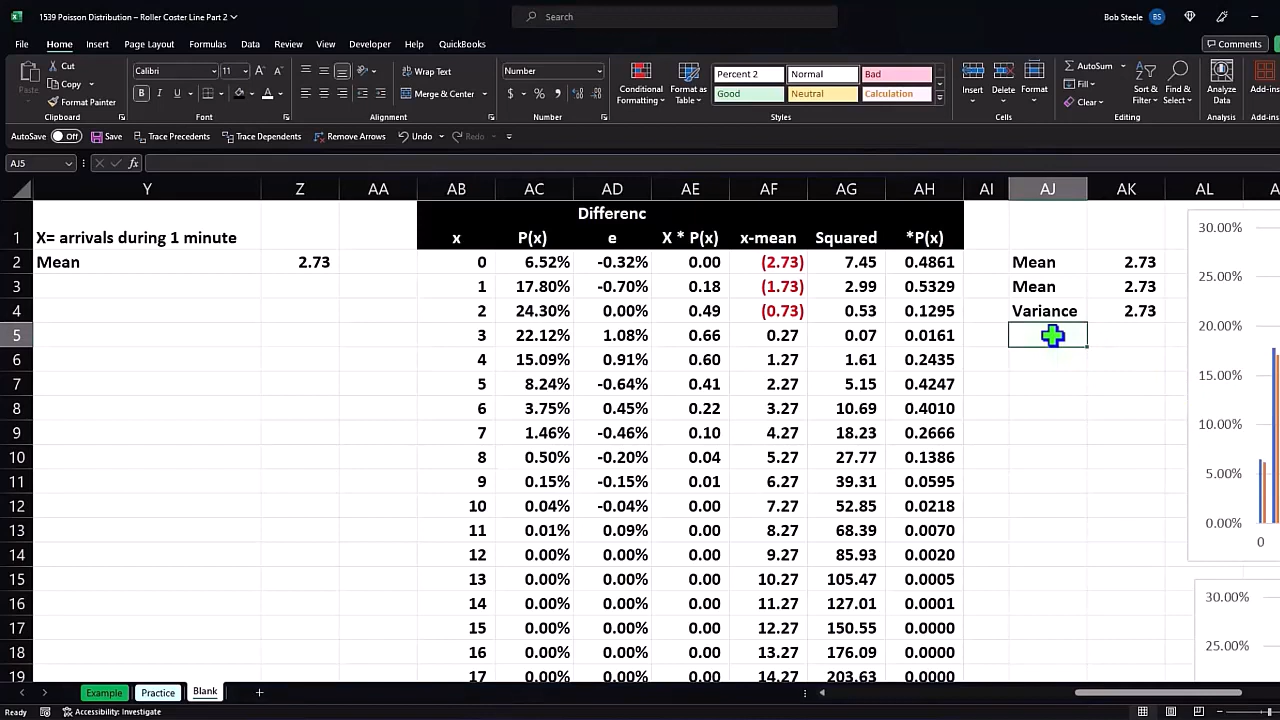 1539 Poisson Distribution – Roller Coster Line Part 2
Search
Bob Steele
BS
File Home Insert Page Layout Formulas Data Review View Developer Help QuickBooks
Comments
Paste
Cut
Copy
Format Painter
Clipboard
Calibri 11
B I U
Font
Wrap Text
Merge & Center
Alignment
Number
$ %
Number
Conditional Formatting
Format as Table
Percent 2 Normal Bad
Good Neutral Calculation
Styles
Insert Delete Format
Cells
AutoSum
Fill
Clear
Sort & Filter
Find & Select
Editing
Analyze Data
Analysis
Add-ins
Add-ins
AutoSave Off Save Trace Precedents Trace Dependents Remove Arrows Undo Redo
AJ5 fx
Y Z AA AB AC AD AE AF AG AH AI AJ AK AL
Differenc
1 X= arrivals during 1 minute x P(x) e X * P(x) x-mean Squared *P(x)
2 Mean 2.73 0 6.52% -0.32% 0.00 (2.73) 7.45 0.4861 Mean 2.73
3 1 17.80% -0.70% 0.18 (1.73) 2.99 0.5329 Mean 2.73
4 2 24.30% 0.00% 0.49 (0.73) 0.53 0.1295 Variance 2.73
5 3 22.12% 1.08% 0.66 0.27 0.07 0.0161
6 4 15.09% 0.91% 0.60 1.27 1.61 0.2435
7 5 8.24% -0.64% 0.41 2.27 5.15 0.4247
8 6 3.75% 0.45% 0.22 3.27 10.69 0.4010
9 7 1.46% -0.46% 0.10 4.27 18.23 0.2666
10 8 0.50% -0.20% 0.04 5.27 27.77 0.1386
11 9 0.15% -0.15% 0.01 6.27 39.31 0.0595
12 10 0.04% -0.04% 0.00 7.27 52.85 0.0218
13 11 0.01% 0.09% 0.00 8.27 68.39 0.0070
14 12 0.00% 0.00% 0.00 9.27 85.93 0.0020
15 13 0.00% 0.00% 0.00 10.27 105.47 0.0005
16 14 0.00% 0.00% 0.00 11.27 127.01 0.0001
17 15 0.00% 0.00% 0.00 12.27 150.55 0.0000
18 16 0.00% 0.00% 0.00 13.27 176.09 0.0000
19 17 0.00% 0.00% 0.00 14.27 203.63 0.0000
30.00%
25.00%
20.00%
15.00%
10.00%
5.00%
0.00%
0
30.00%
25.00%
Example Practice Blank
Ready Accessibility: Investigate